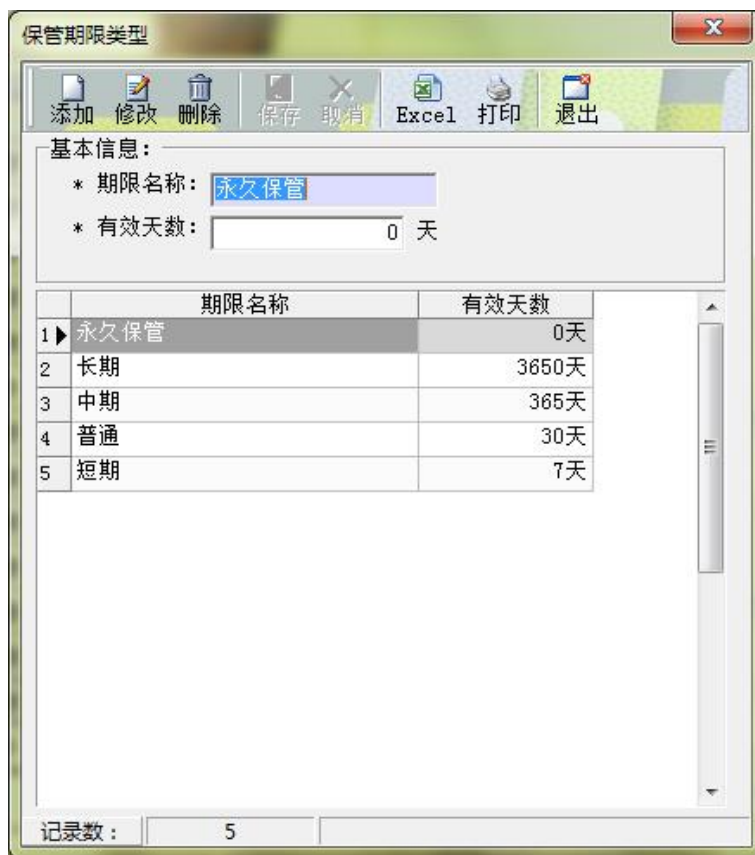 保管期限类型
添加 修改 删除 保存 取消 Excel 打印 退出
基本信息：
* 期限名称： 永久保管
* 有效天数： 0 天
期限名称 有效天数
1 永久保管 0天
2 长期 3650天
3 中期 365天
4 普通 30天
5 短期 7天
记录数： 5